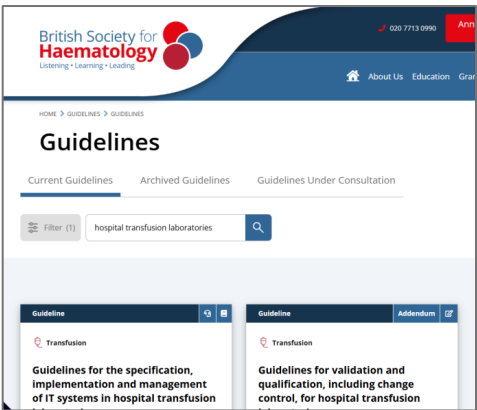 British Society for
Haematology
Listening • Learning • Leading
020 7713 0990
Ann
About Us Education Gran
HOME > GUIDELINES > GUIDELINES
Guidelines
Current Guidelines Archived Guidelines Guidelines Under Consultation
Filter (1) hospital transfusion laboratories
Guideline
Transfusion
Guidelines for the specification,
implementation and management
of IT systems in hospital transfusion
Guideline Addendum
Transfusion
Guidelines for validation and
qualification, including change
control, for hospital transfusion